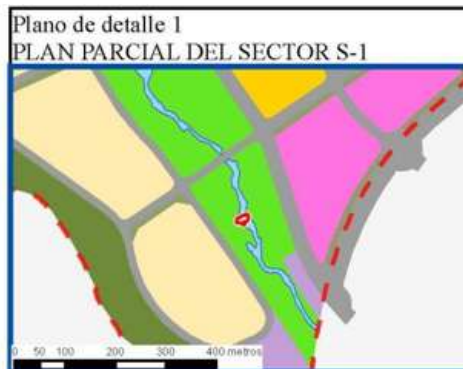 Plano de detalle 1
PLAN PARCIAL DEL SECTOR S-1
0 50 100 200 300 400 metros